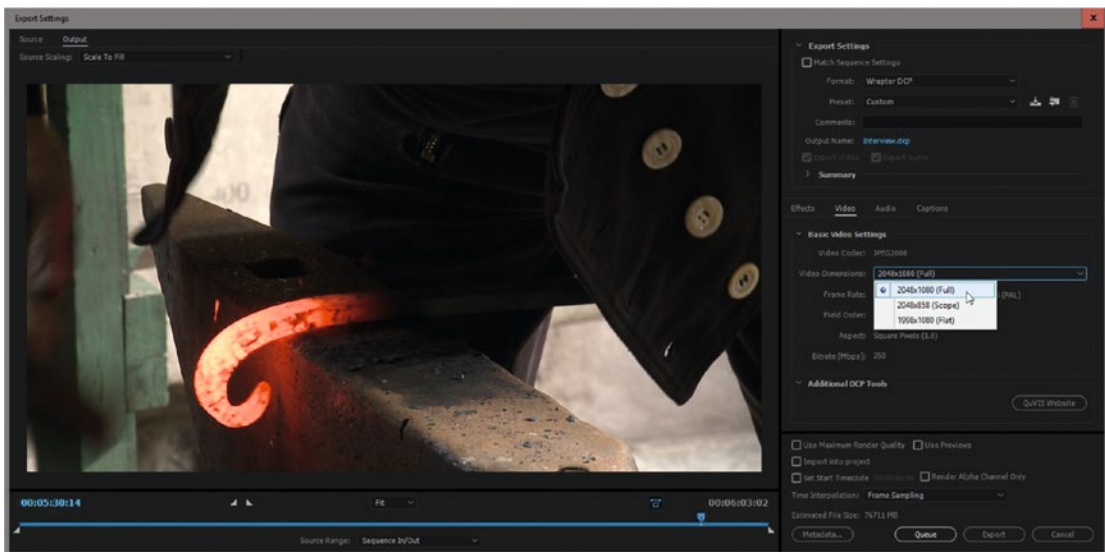 Export Settings
x
Source Output
Source Scaling: Scale To Fill
00:05:30:14
Fit
00:06:03:02
Source Range: Sequence In/Out
Export Settings
Match Sequence Settings
Format: Wraptor DCP
Preset: Custom
Comments:
Output Name: Interview.dcp
Export Video Export Audio
Summary
Effects Video Audio Captions
Basic Video Settings
Video Codec: JPEG2000
Video Dimensions: 2048x1080 (Full)
Frame Rate: (PAL)
2048x1080 (Full)
2048x858 (Scope)
1998x1080 (Flat)
Field Order:
Aspect: Square Pixels (1.0)
Bitrate [Mbps]: 250
Additional DCP Tools
QuVIS Website
Use Maximum Render Quality Use Previews
Import into project
Set Start Timecode 00:00:00:00 Render Alpha Channel Only
Time Interpolation: Frame Sampling
Estimated File Size: 76711 MB
Metadata... Queue Export Cancel